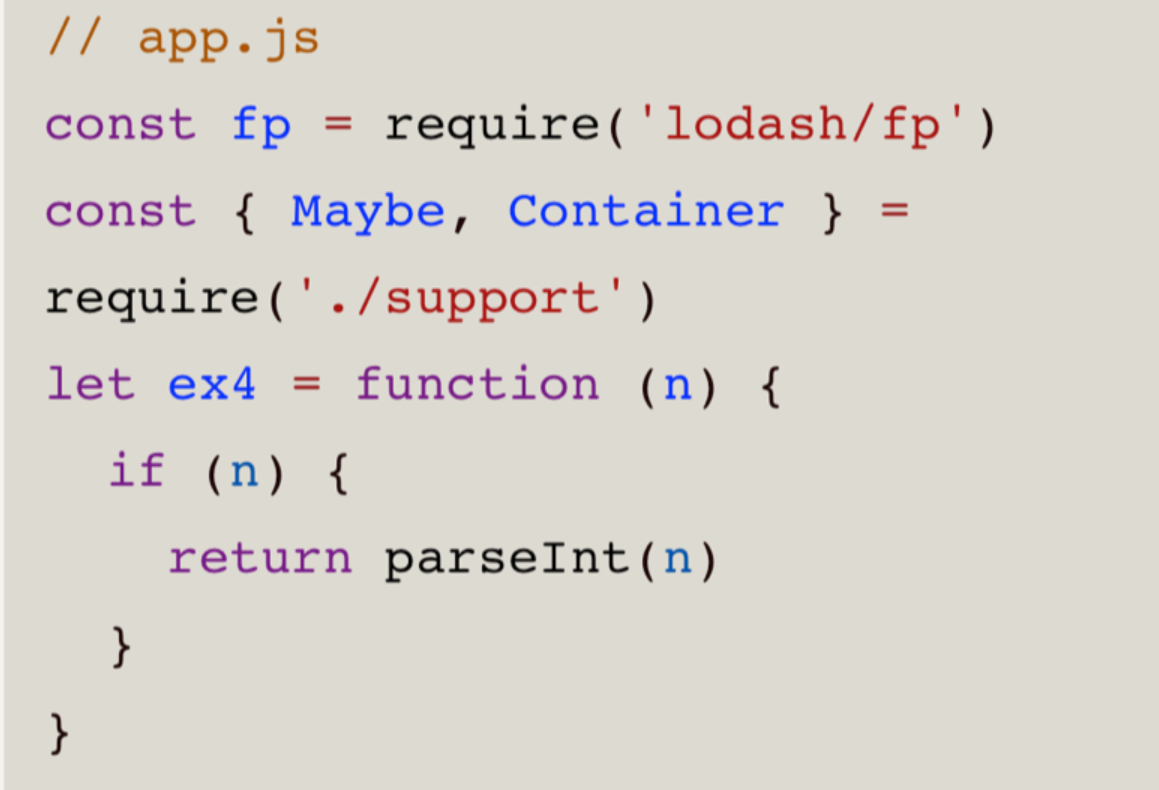 // app.js
const fp = require('lodash/fp')
const { Maybe, Container } =
require('./support')
let ex4 = function (n) {
  if (n) {
    return parseInt(n)
  }
}